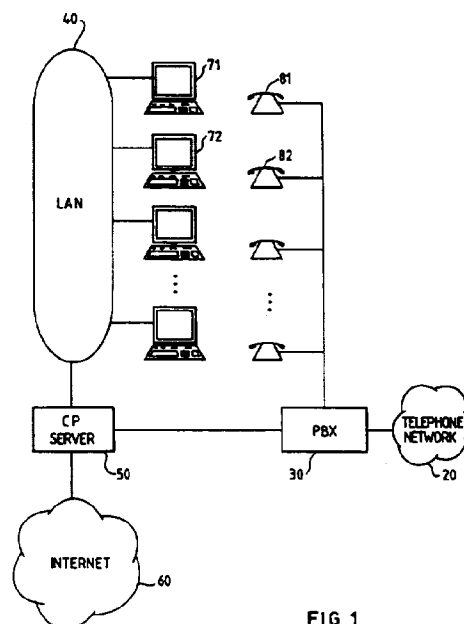 40
71
81
72
82
LAN
CP
SERVER
50
PBX
30
TELEPHONE
NETWORK
20
INTERNET
60
FIG 1